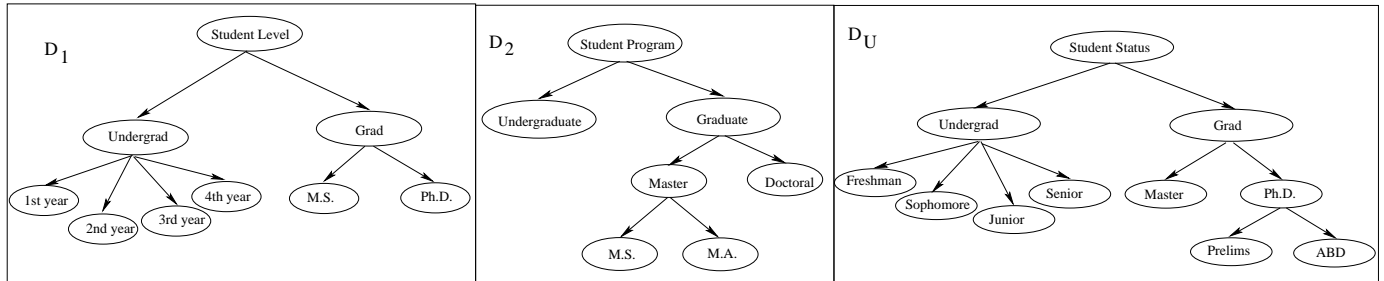 D1
Student Level
Undergrad
Grad
1st year
2nd year
3rd year
4th year
M.S.
Ph.D.
D2
Student Program
Undergraduate
Graduate
Master
Doctoral
M.S.
M.A.
DU
Student Status
Undergrad
Grad
Freshman
Sophomore
Junior
Senior
Master
Ph.D.
Prelims
ABD